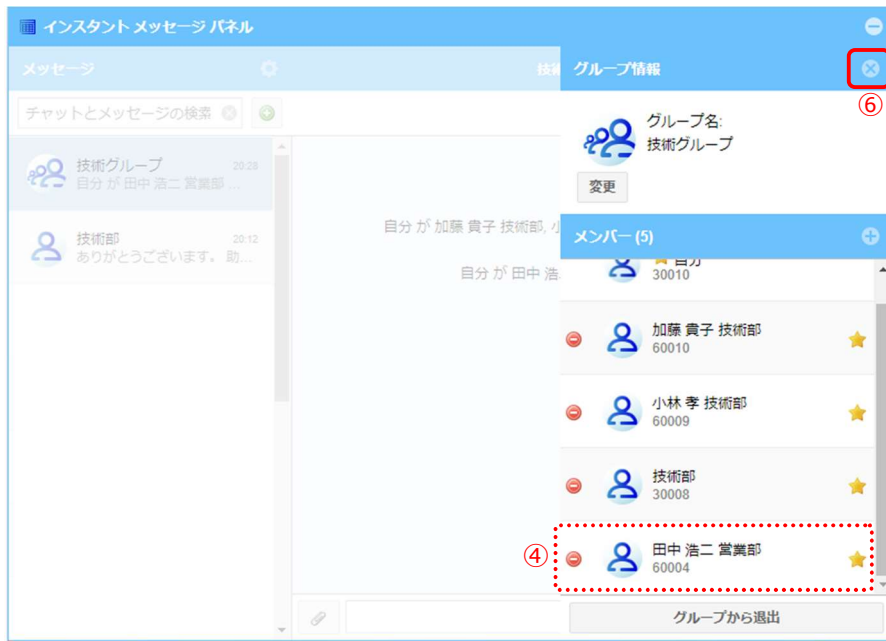 インスタント メッセージ パネル
メッセージ
技術
グループ情報
⑥
チャットとメッセージの検索
グループ名:
技術グループ
変更
技術グループ 20:28
自分 が 田中 浩二 営業部 ...
技術部 20:12
ありがとうございます。 助...
自分 が 加藤 貴子 技術部, 小
自分 が 田中 浩
メンバー (5)
自分
30010
加藤 貴子 技術部
60010
小林 孝 技術部
60009
技術部
30008
④
田中 浩二 営業部
60004
グループから退出